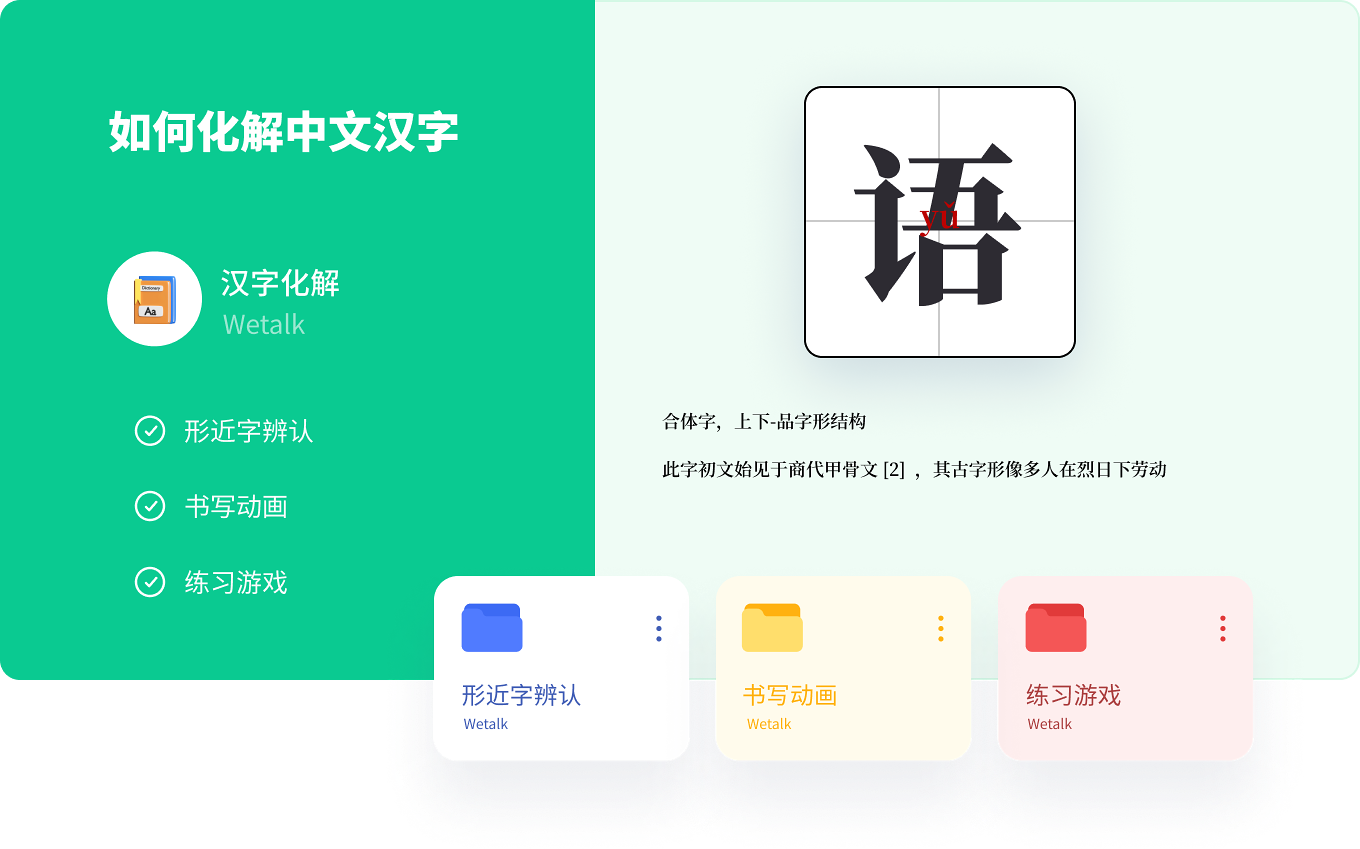 如何化解中文汉字
Dictionary
Aa
汉字化解
Wetalk
形近字辨认
书写动画
练习游戏
语
yǔ
合体字，上下-品字形结构
此字初文始见于商代甲骨文 [2] ，其古字形像多人在烈日下劳动
形近字辨认
Wetalk
书写动画
Wetalk
练习游戏
Wetalk